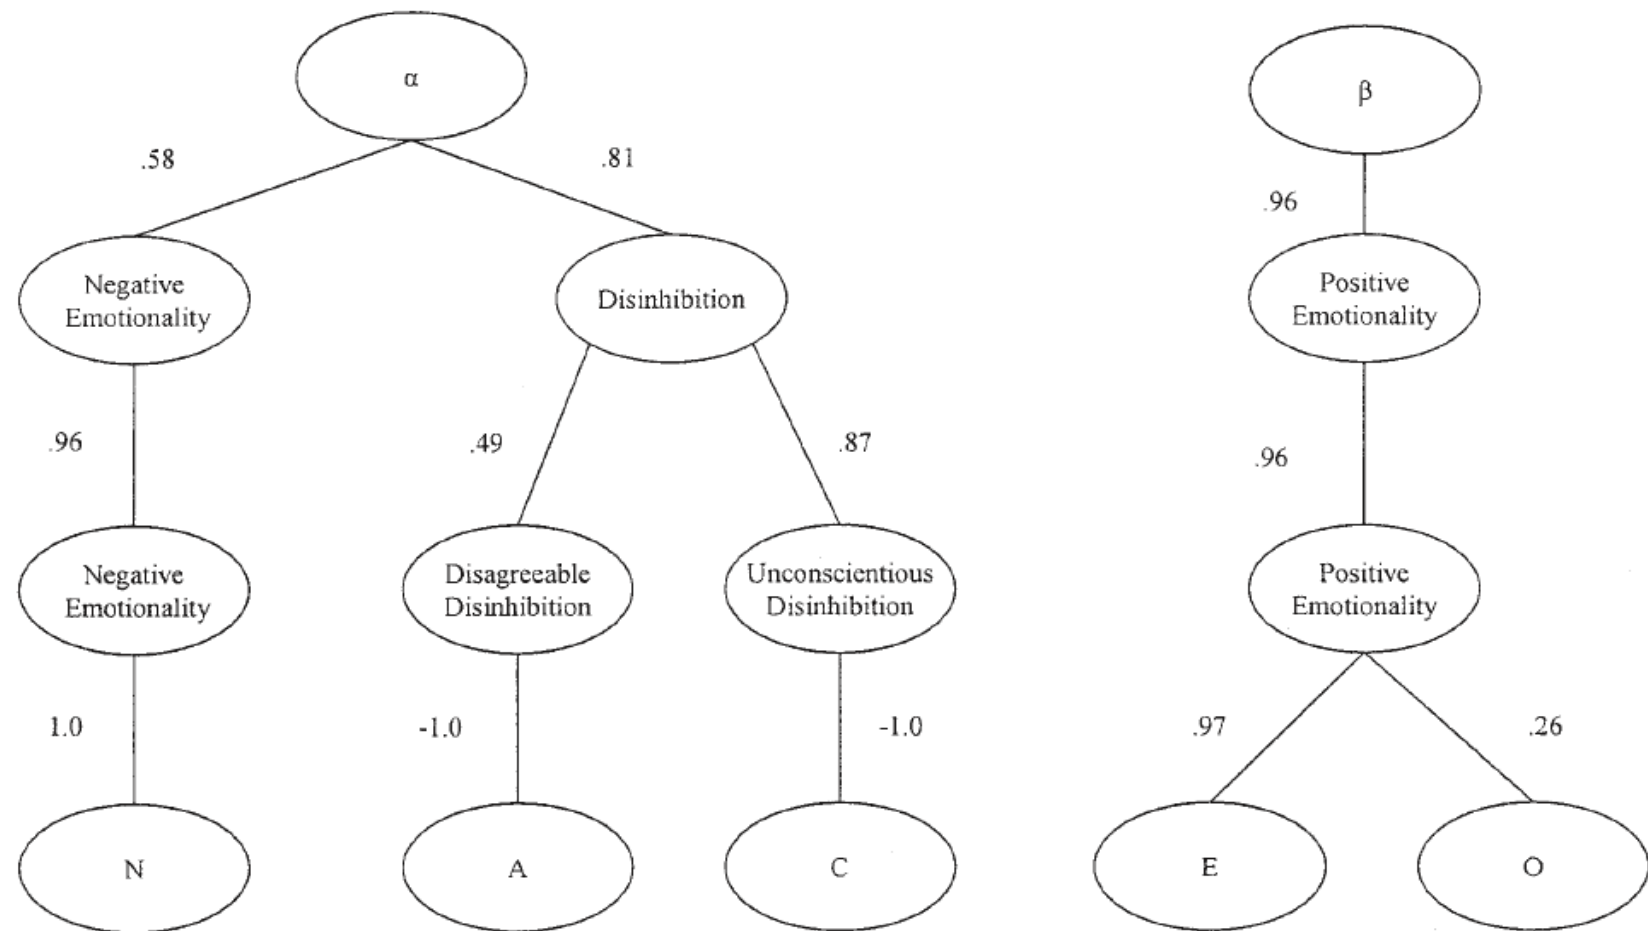 α
β
.58
.81
.96
Negative
Emotionality
Disinhibition
Positive
Emotionality
.96
.49
.87
.96
Negative
Emotionality
Disagreeable
Disinhibition
Unconscientious
Disinhibition
Positive
Emotionality
1.0
-1.0
-1.0
.97
.26
N
A
C
E
O